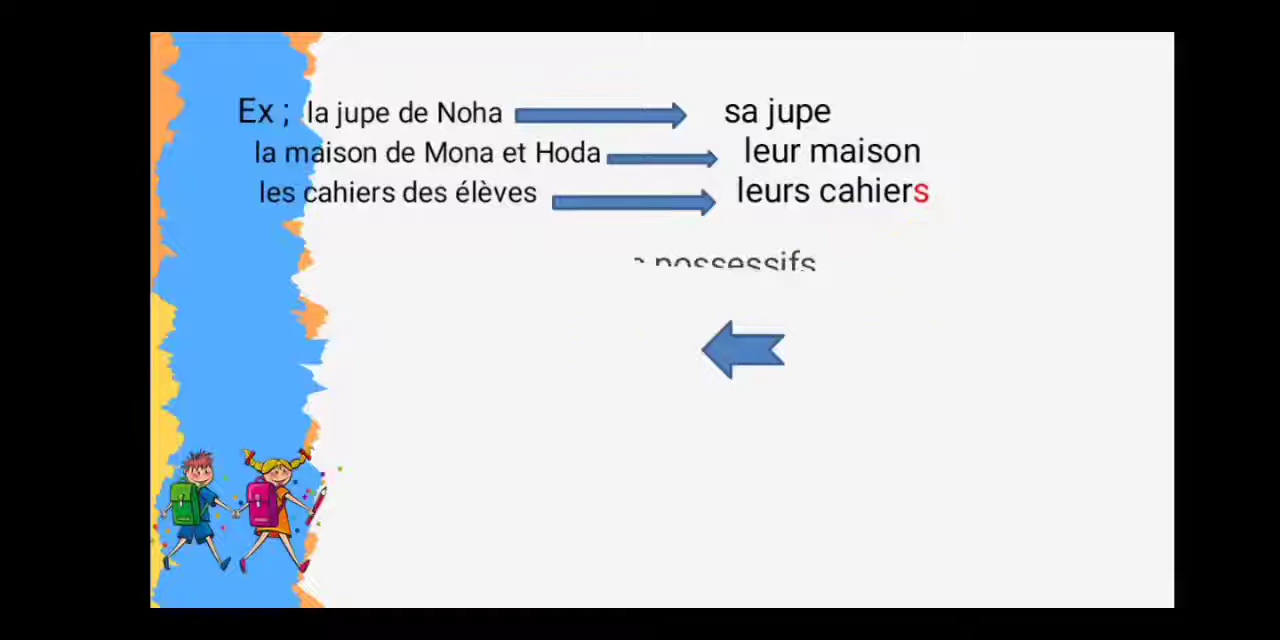 Ex ; la jupe de Noha sa jupe
la maison de Mona et Hoda leur maison
les cahiers des élèves leurs cahiers
possessifs